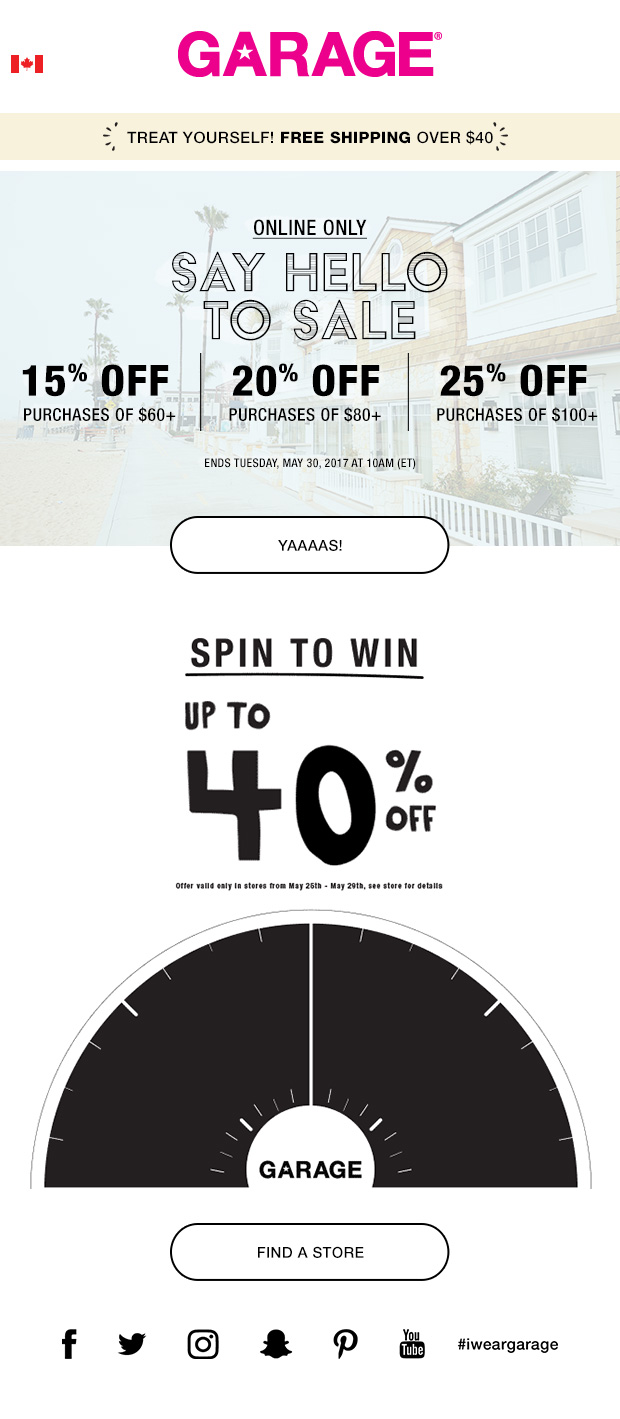 GARAGE®
TREAT YOURSELF! FREE SHIPPING OVER $40
ONLINE ONLY
SAY HELLO
TO SALE
15% OFF
PURCHASES OF $60+
20% OFF
PURCHASES OF $80+
25% OFF
PURCHASES OF $100+
ENDS TUESDAY, MAY 30, 2017 AT 10AM (ET)
YAAAAS!
SPIN TO WIN
UP TO
40%
OFF
Offer valid only in stores from May 26th - May 29th, see store for details
GARAGE
FIND A STORE
You
Tube
#iweargarage